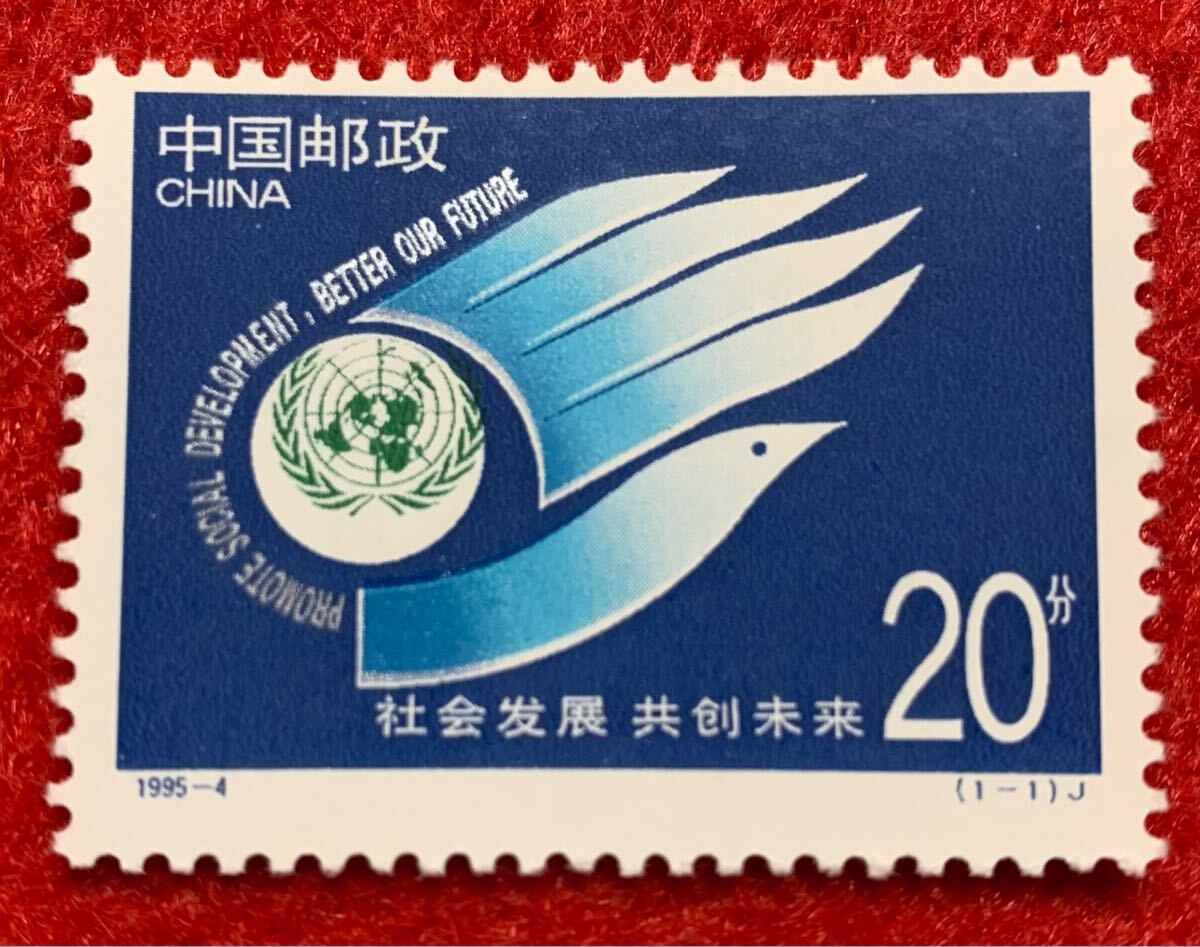 中国邮政
CHINA
PROMOTE SOCIAL DEVELOPMENT, BETTER OUR FUTURE
社会发展 共创未来
20分
1995-4
(1-1)J